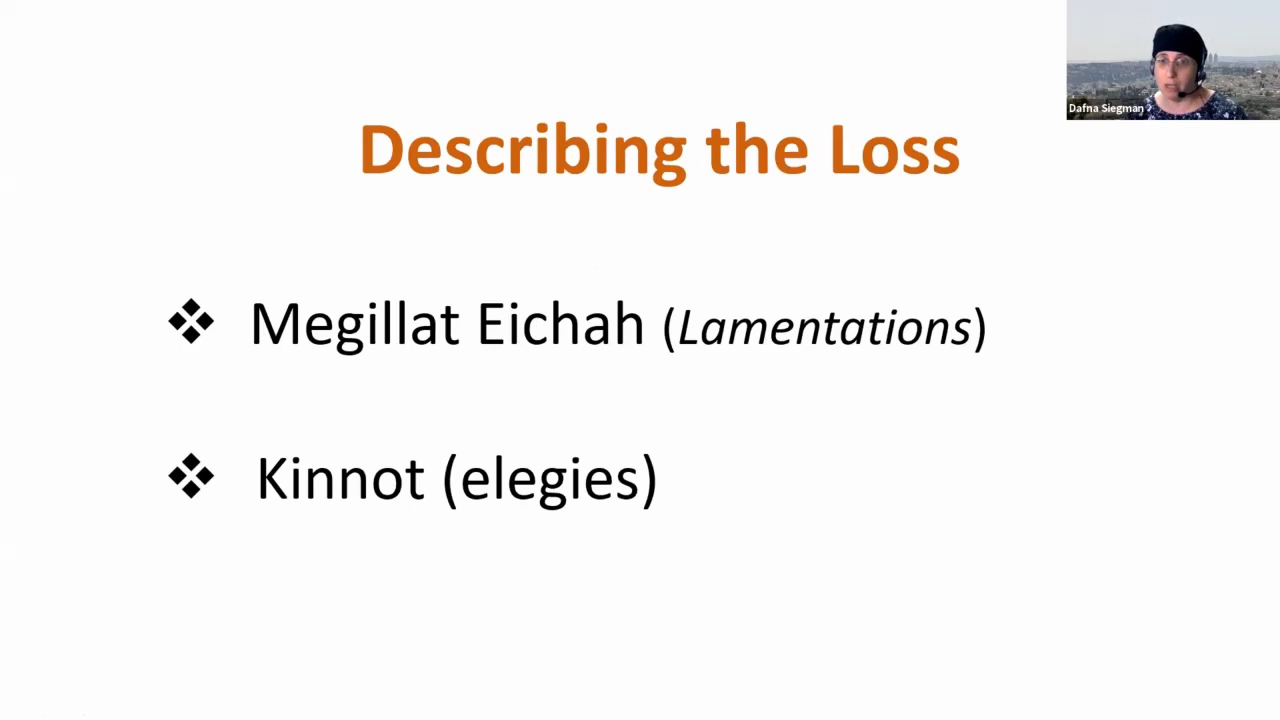 Describing the Loss
❖ Megillat Eichah (Lamentations)
❖ Kinnot (elegies)
Dafna Siegman